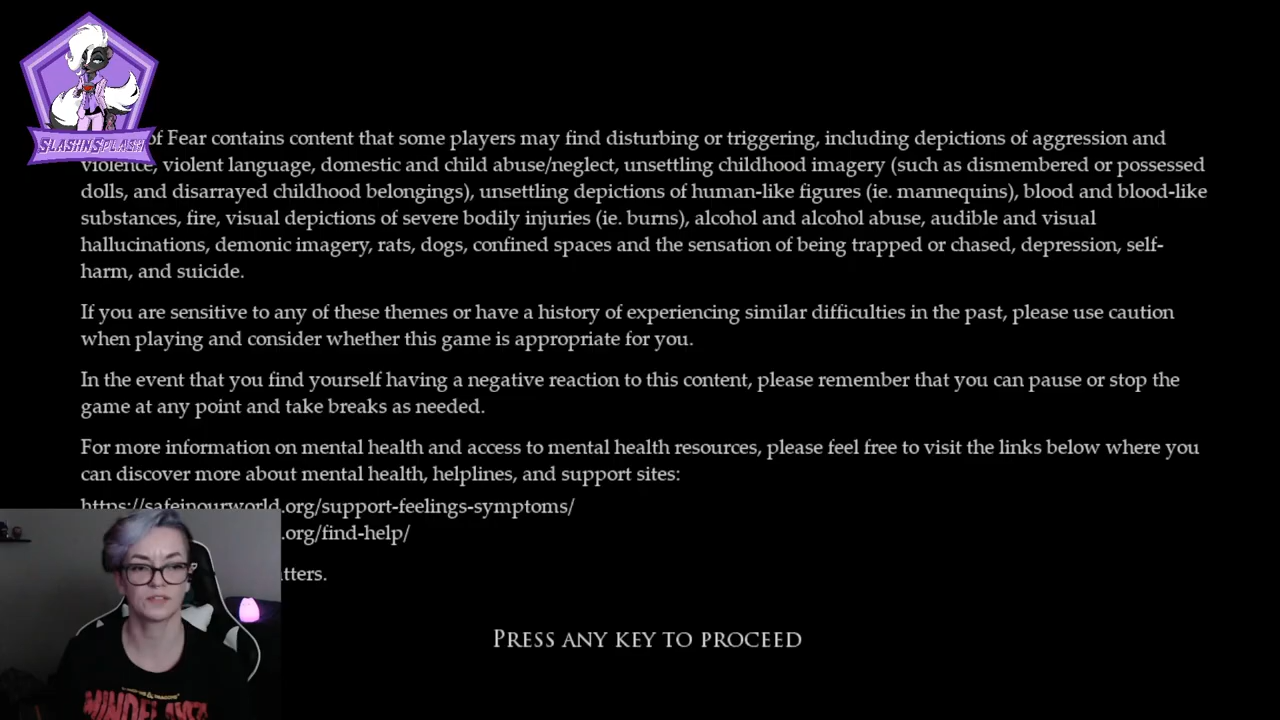 SLASHNSPLASH
of Fear contains content that some players may find disturbing or triggering, including depictions of aggression and
violence, violent language, domestic and child abuse/neglect, unsettling childhood imagery (such as dismembered or possessed
dolls, and disarrayed childhood belongings), unsettling depictions of human-like figures (ie. mannequins), blood and blood-like
substances, fire, visual depictions of severe bodily injuries (ie. burns), alcohol and alcohol abuse, audible and visual
hallucinations, demonic imagery, rats, dogs, confined spaces and the sensation of being trapped or chased, depression, self-
harm, and suicide.
If you are sensitive to any of these themes or have a history of experiencing similar difficulties in the past, please use caution
when playing and consider whether this game is appropriate for you.
In the event that you find yourself having a negative reaction to this content, please remember that you can pause or stop the
game at any point and take breaks as needed.
For more information on mental health and access to mental health resources, please feel free to visit the links below where you
can discover more about mental health, helplines, and support sites:
https://safeinourworld.org/support-feelings-symptoms/
.org/find-help/
PRESS ANY KEY TO PROCEED